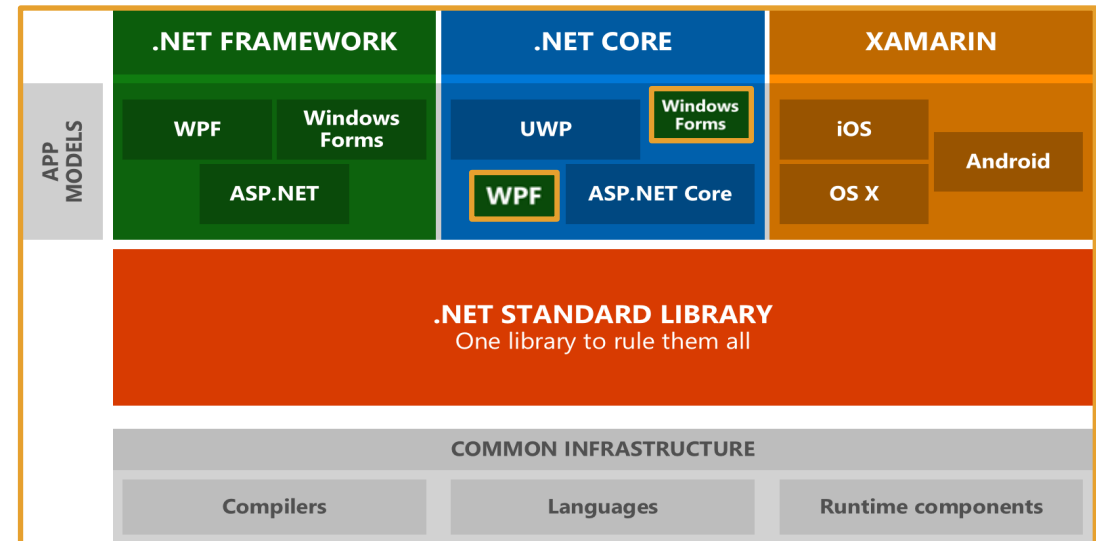 .NET FRAMEWORK
.NET CORE
XAMARIN
APP
MODELS
WPF
Windows
Forms
ASP.NET
UWP
Windows
Forms
WPF
ASP.NET Core
iOS
Android
OS X
.NET STANDARD LIBRARY
One library to rule them all
COMMON INFRASTRUCTURE
Compilers
Languages
Runtime components